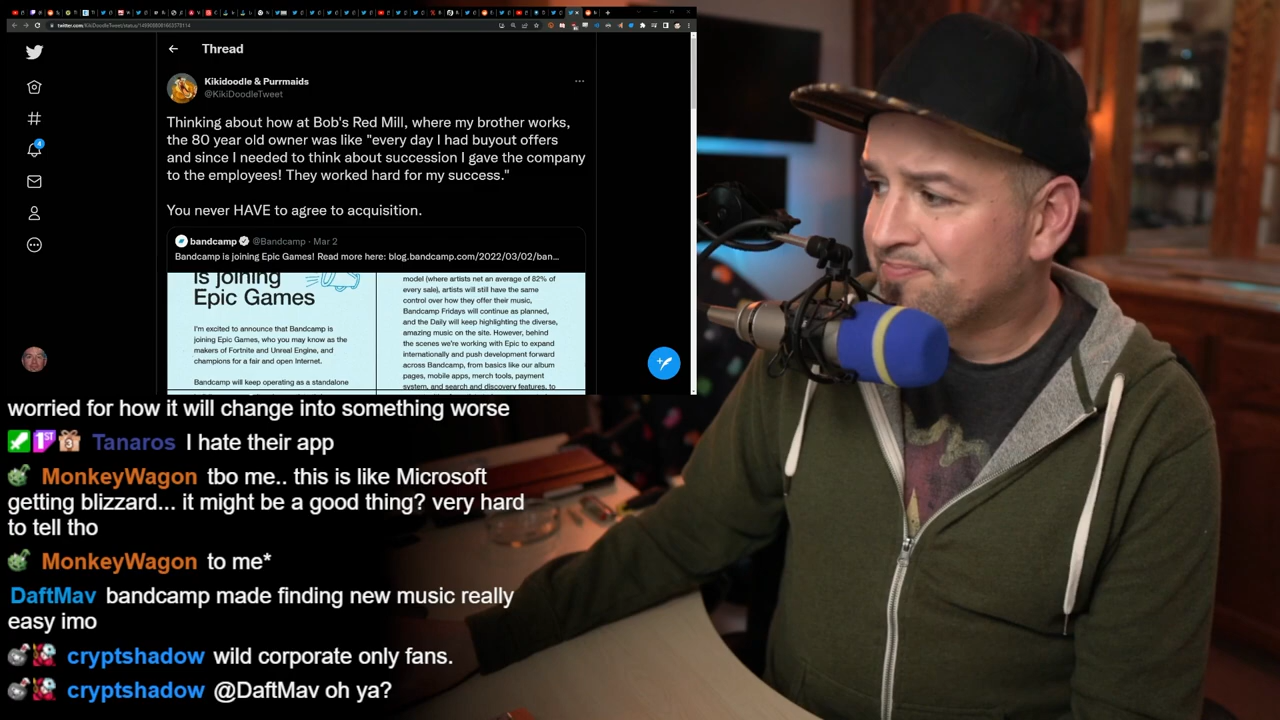 twitter.com/KikiDoodleTweet/status/
Thread
Kikidoodle & Purrmaids
@KikiDoodleTweet
Thinking about how at Bob's Red Mill, where my brother works,
the 80 year old owner was like "every day I had buyout offers
and since I needed to think about succession I gave the company
to the employees! They worked hard for my success."
You never HAVE to agree to acquisition.
bandcamp @Bandcamp · Mar 2
Bandcamp is joining Epic Games! Read more here: blog.bandcamp.com/2022/03/02/ban...
is joining
Epic Games
I'm excited to announce that Bandcamp is
joining Epic Games, who you may know as the
makers of Fortnite and Unreal Engine, and
champions for a fair and open Internet.
Bandcamp will keep operating as a standalone
model (where artists net an average of 82% of
every sale), artists will still have the same
control over how they offer their music,
Bandcamp Fridays will continue as planned,
and the Daily will keep highlighting the diverse,
amazing music on the site. However, behind
the scenes we're working with Epic to expand
internationally and push development forward
across Bandcamp, from basics like our album
pages, mobile apps, merch tools, payment
system, and search and discovery features, to
4
worried for how it will change into something worse
1ST 3 Tanaros I hate their app
MonkeyWagon tbo me.. this is like Microsoft
getting blizzard... it might be a good thing? very hard
to tell tho
MonkeyWagon to me*
DaftMav bandcamp made finding new music really
easy imo
cryptshadow wild corporate only fans.
cryptshadow @DaftMav oh ya?